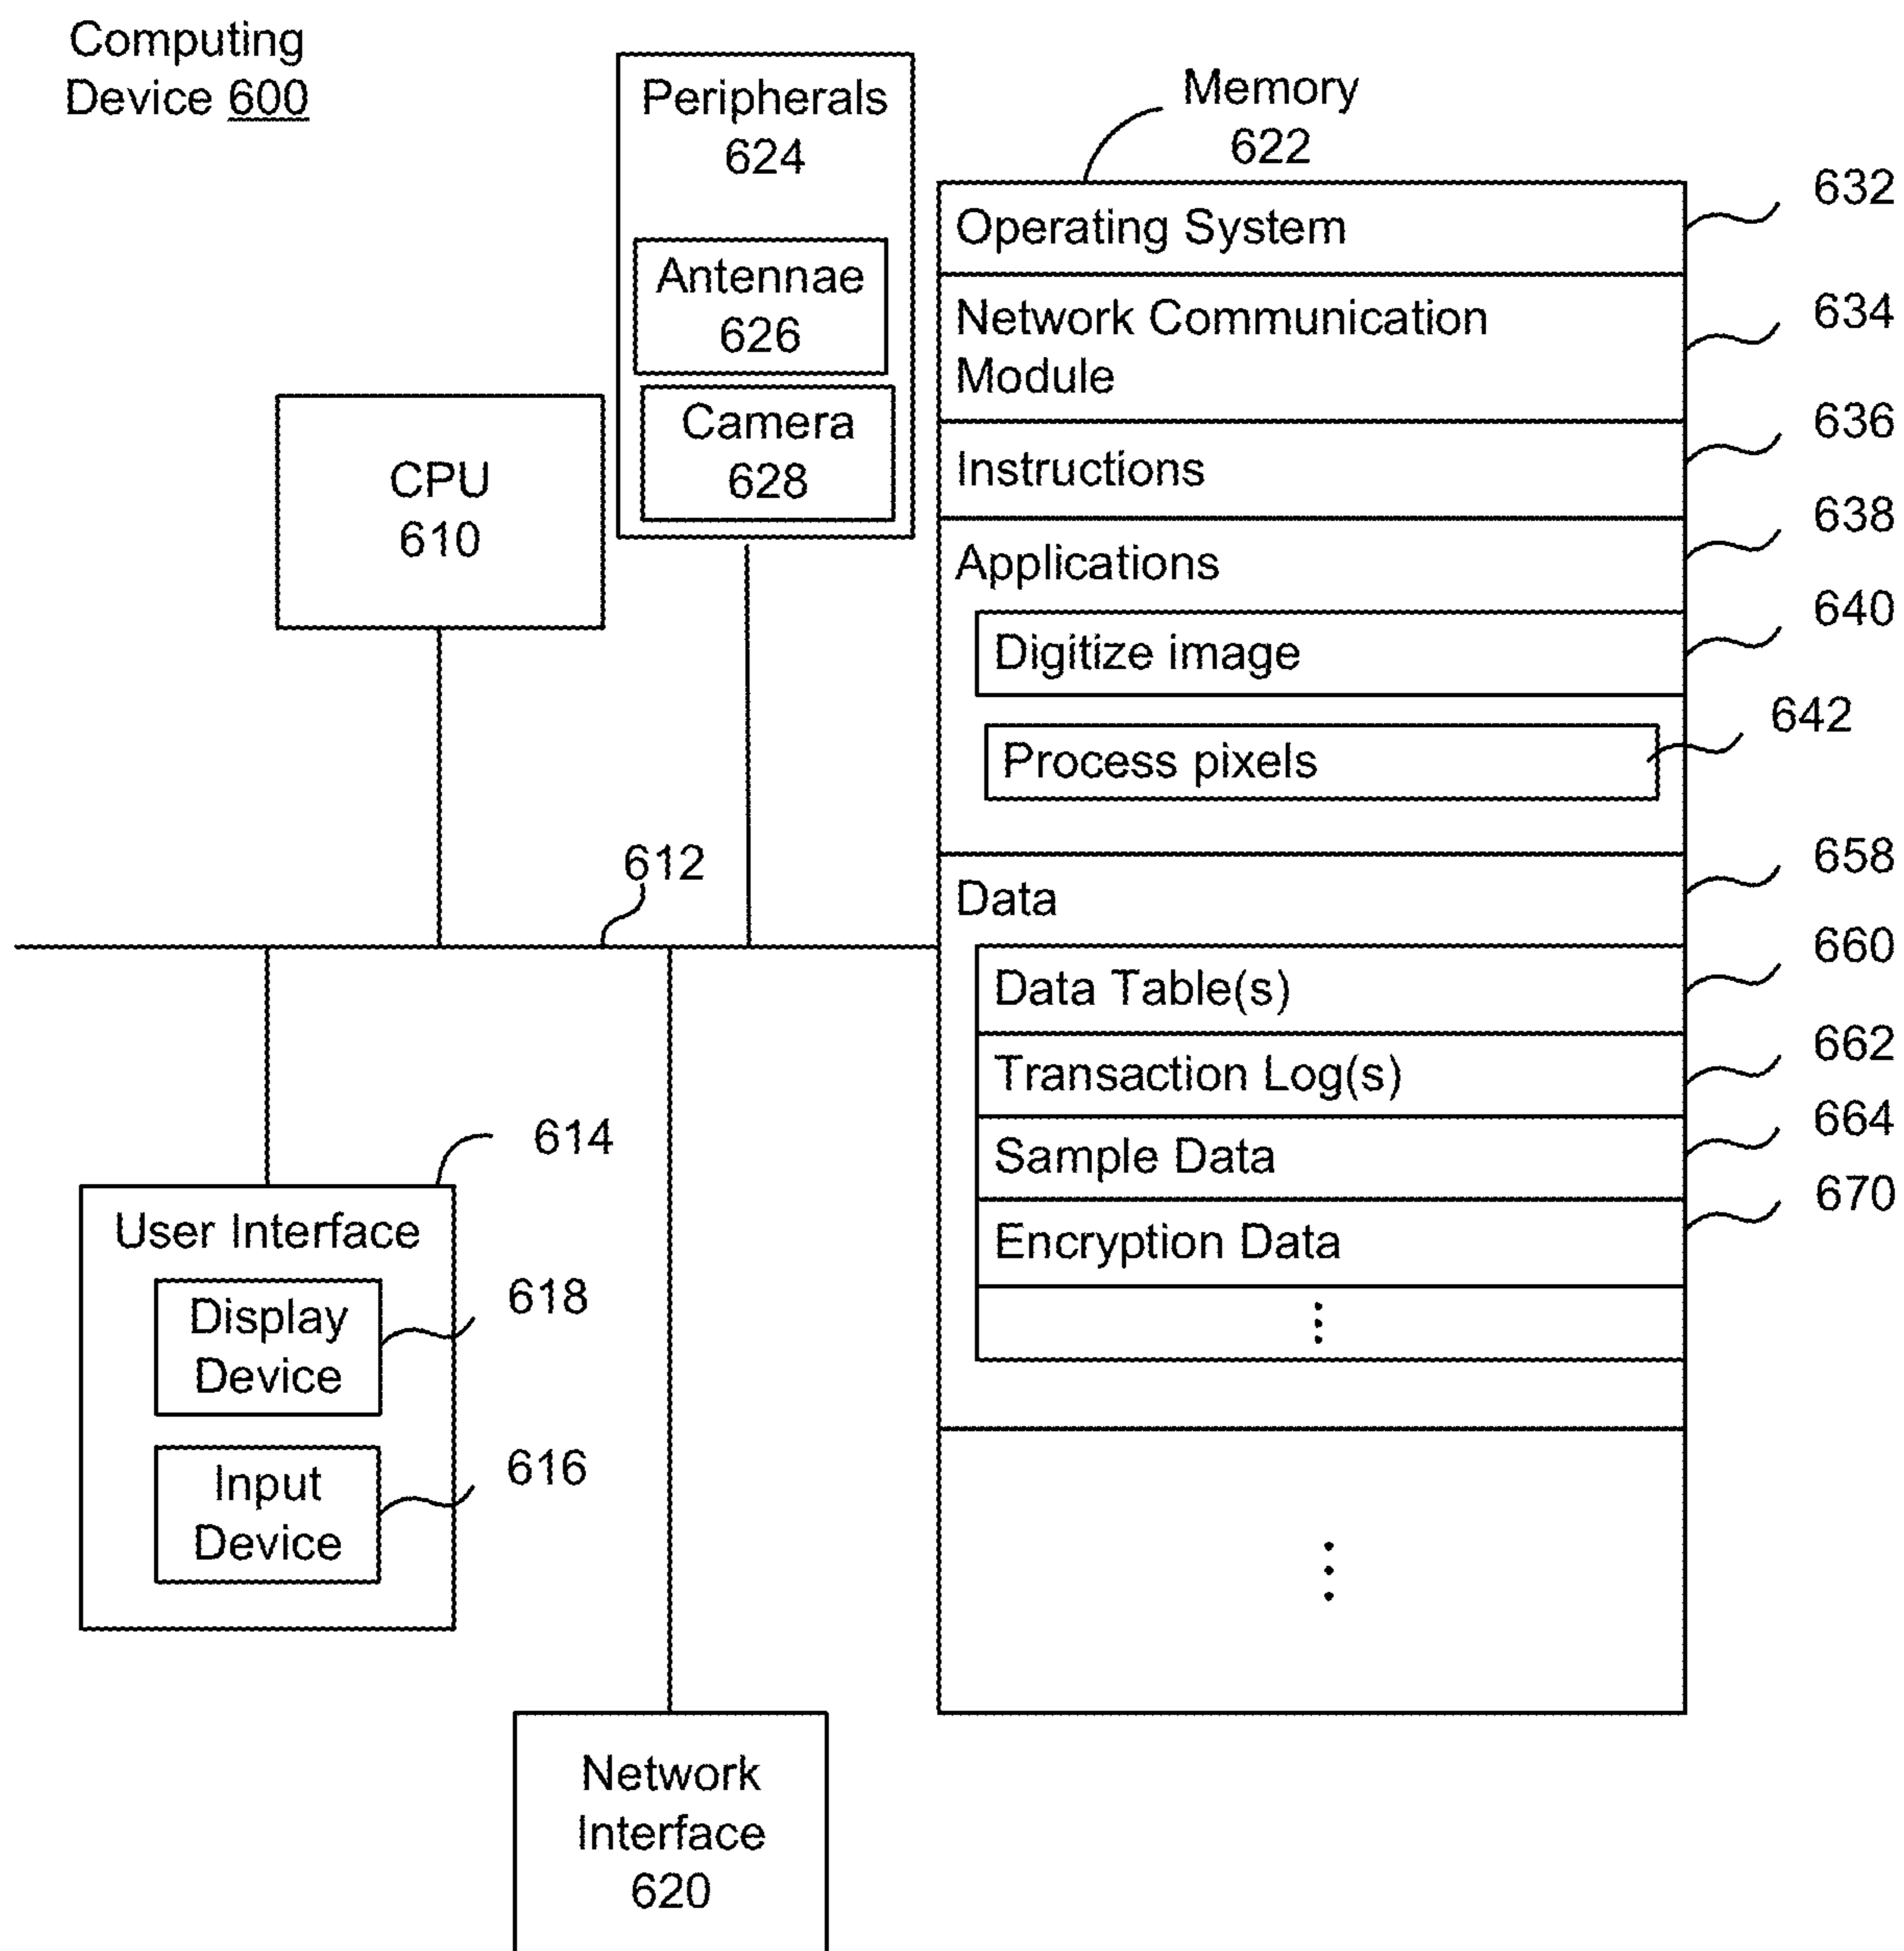 Computing
Device 600
Peripherals
624
Antennae
626
Camera
628
CPU
610
Memory
622
Operating System
632
Network Communication
Module
634
Instructions
636
Applications
638
Digitize image
640
Process pixels
642
Data
658
Data Table(s)
660
Transaction Log(s)
662
Sample Data
664
Encryption Data
670
612
614
User Interface
Display
Device
618
Input
Device
616
Network
Interface
620